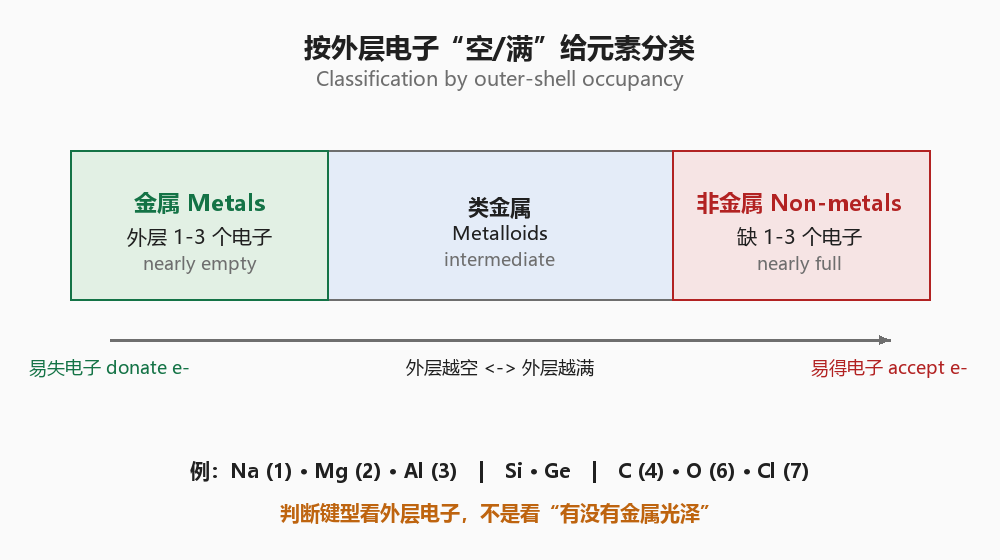 按外层电子“空/满”给元素分类
Classification by outer-shell occupancy
金属 Metals
外层 1-3 个电子
nearly empty
类金属
Metalloids
intermediate
非金属 Non-metals
缺 1-3 个电子
nearly full
易失电子 donate e-
外层越空 <-> 外层越满
易得电子 accept e-
例：Na (1) • Mg (2) • Al (3) | Si • Ge | C (4) • O (6) • Cl (7)
判断键型看外层电子，不是看“有没有金属光泽”